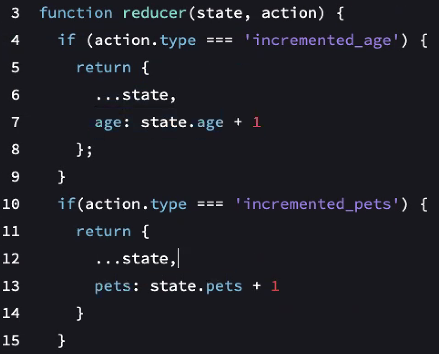 3 function reducer(state, action) {
4 if (action.type === 'incremented_age') {
5 return {
6 ...state,
7 age: state.age + 1
8 };
9 }
10 if(action.type === 'incremented_pets') {
11 return {
12 ...state,
13 pets: state.pets + 1
14 }
15 }